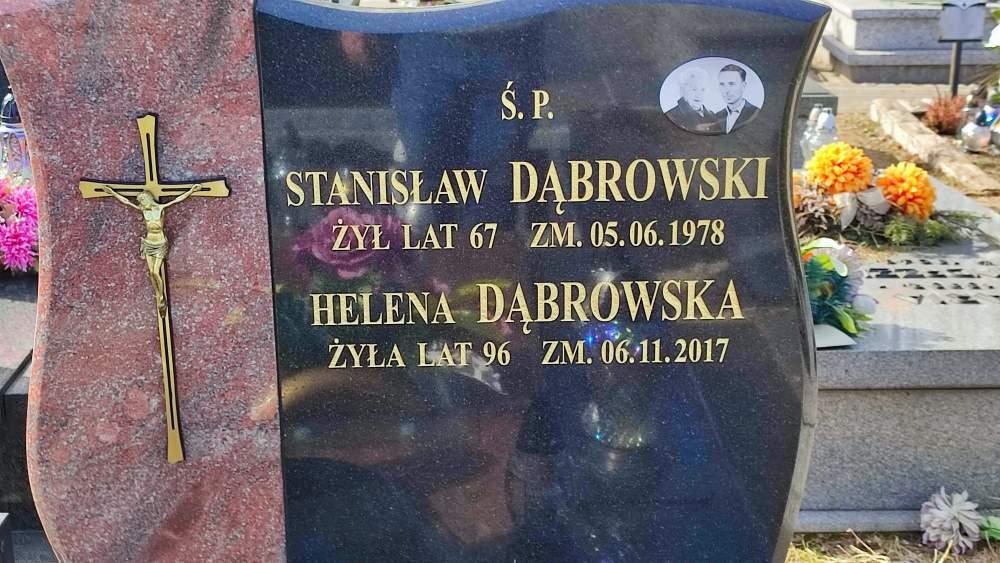 Ś. P.
STANISŁAW DĄBROWSKI
ŻYŁ LAT 67 ZM. 05.06.1978
HELENA DĄBROWSKA
ŻYŁA LAT 96 ZM. 06.11.2017